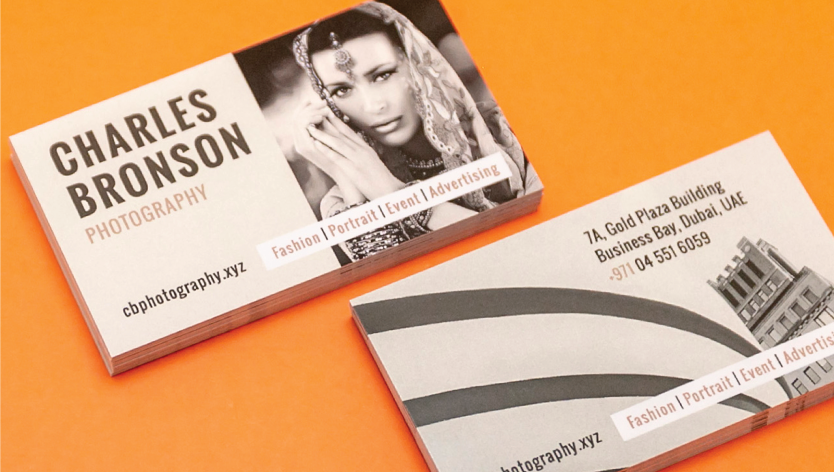 CHARLES
BRONSON
PHOTOGRAPHY
Fashion | Portrait | Event | Advertising
cbphotography.xyz
7A, Gold Plaza Building
Business Bay, Dubai, UAE
+971 04 551 6059
Fashion | Portrait | Event | Advertisi
hotography.xyz